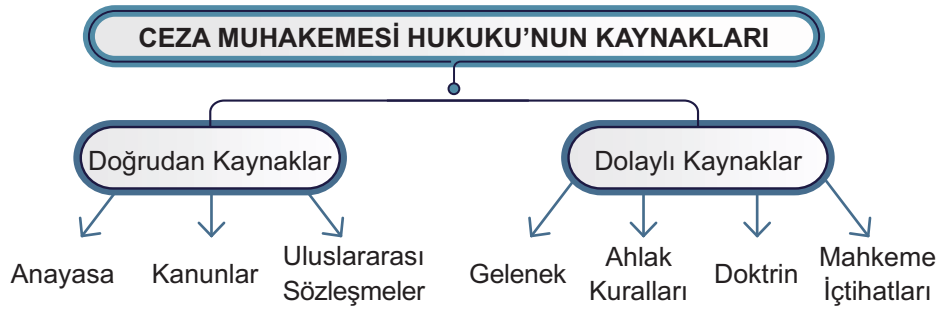 CEZA MUHAKEMESİ HUKUKU’NUN KAYNAKLARI
Doğrudan Kaynaklar
Dolaylı Kaynaklar
Anayasa
Kanunlar
Uluslararası
Sözleşmeler
Gelenek
Ahlak
Kuralları
Doktrin
Mahkeme
İçtihatları